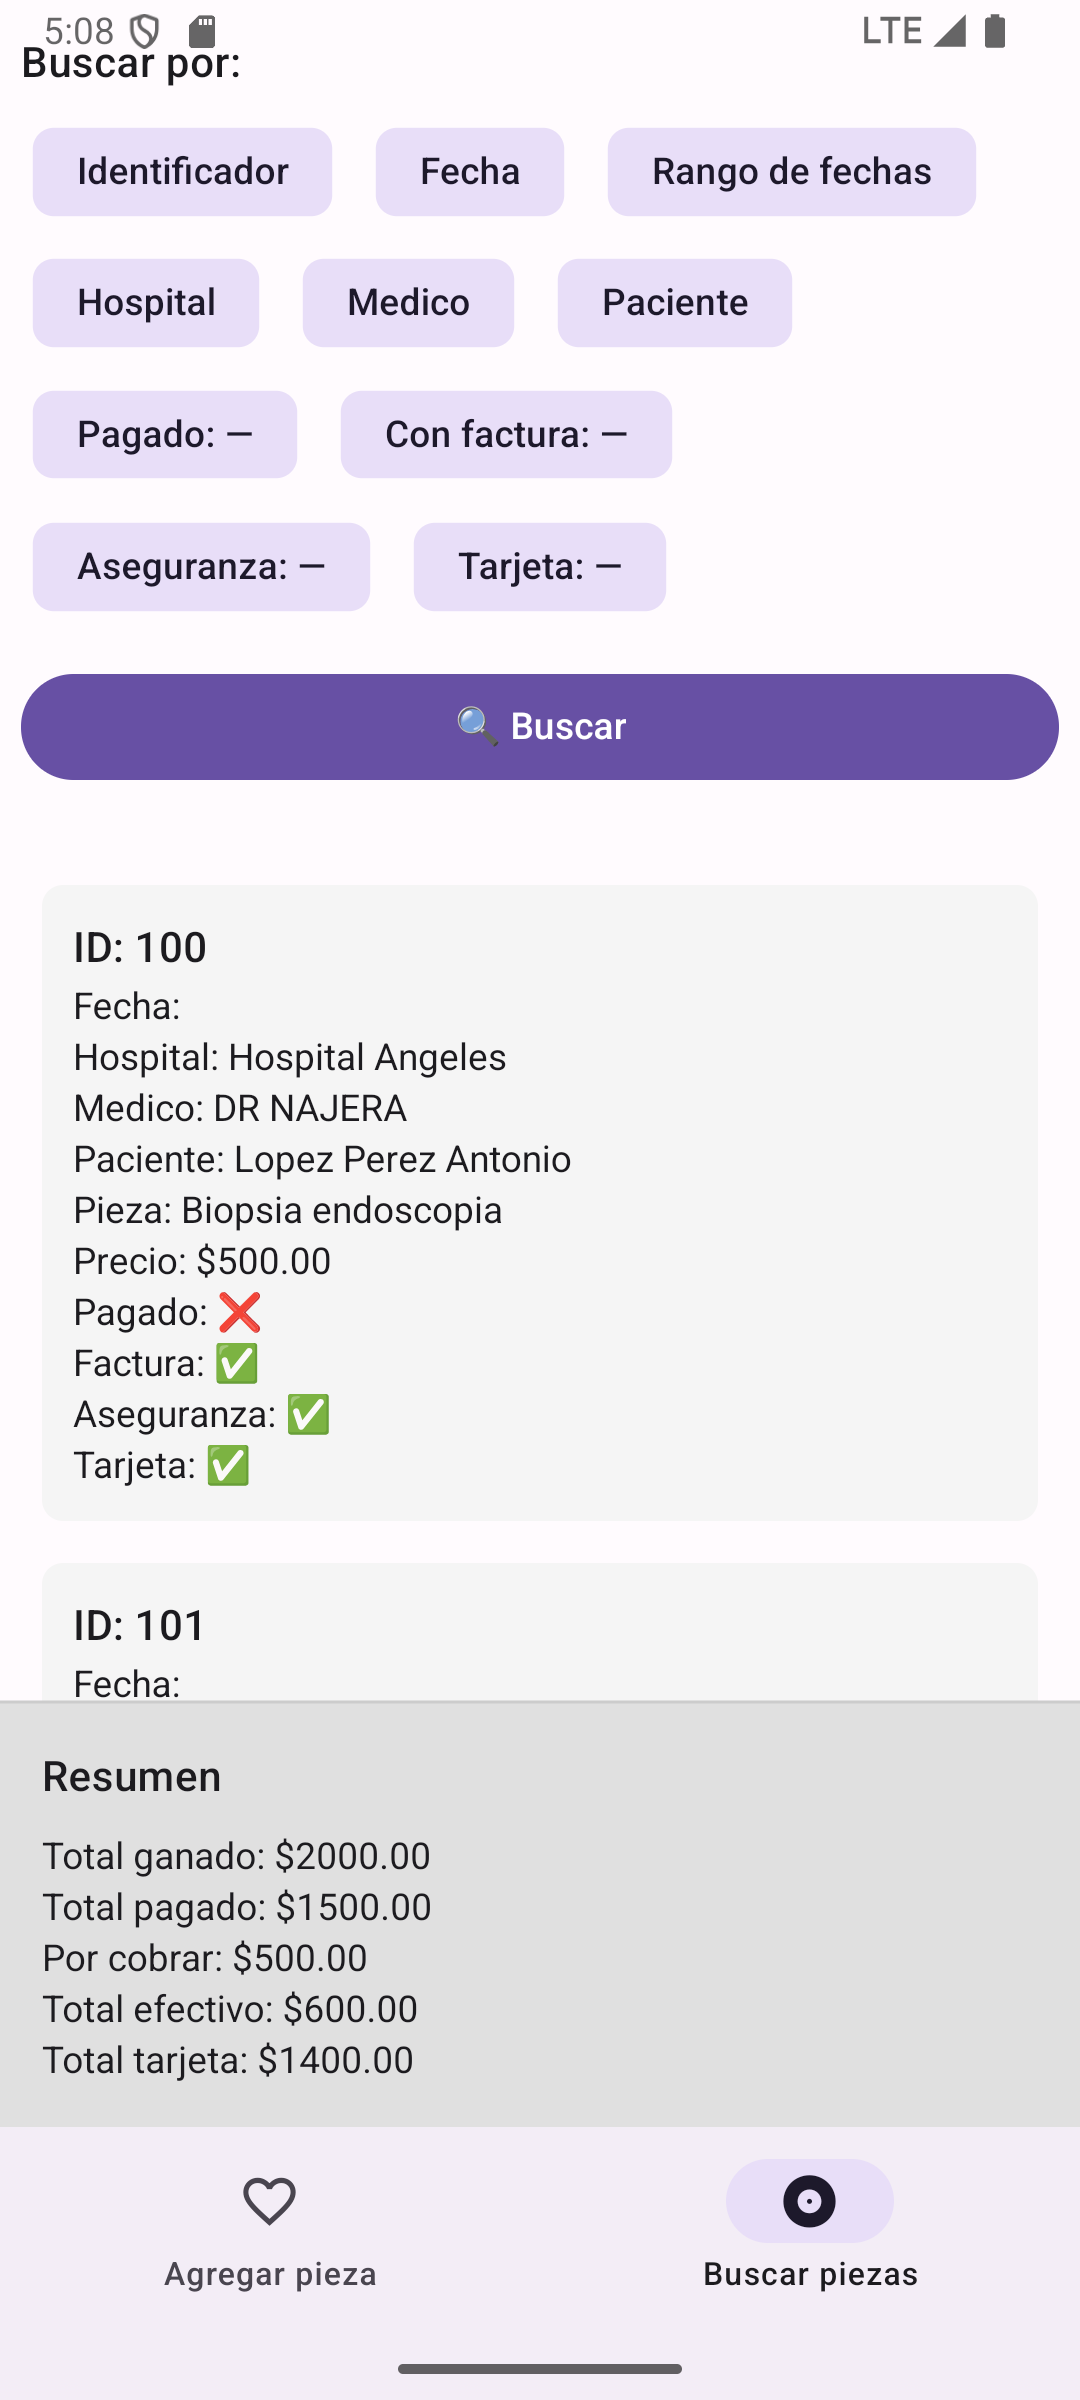 5:08 LTE
Buscar por:
Identificador Fecha Rango de fechas
Hospital Medico Paciente
Pagado: — Con factura: —
Aseguranza: — Tarjeta: —
🔍 Buscar
ID: 100
Fecha:
Hospital: Hospital Angeles
Medico: DR NAJERA
Paciente: Lopez Perez Antonio
Pieza: Biopsia endoscopia
Precio: $500.00
Pagado: ❌
Factura: ✅
Aseguranza: ✅
Tarjeta: ✅
ID: 101
Fecha:
Resumen
Total ganado: $2000.00
Total pagado: $1500.00
Por cobrar: $500.00
Total efectivo: $600.00
Total tarjeta: $1400.00
Agregar pieza Buscar piezas